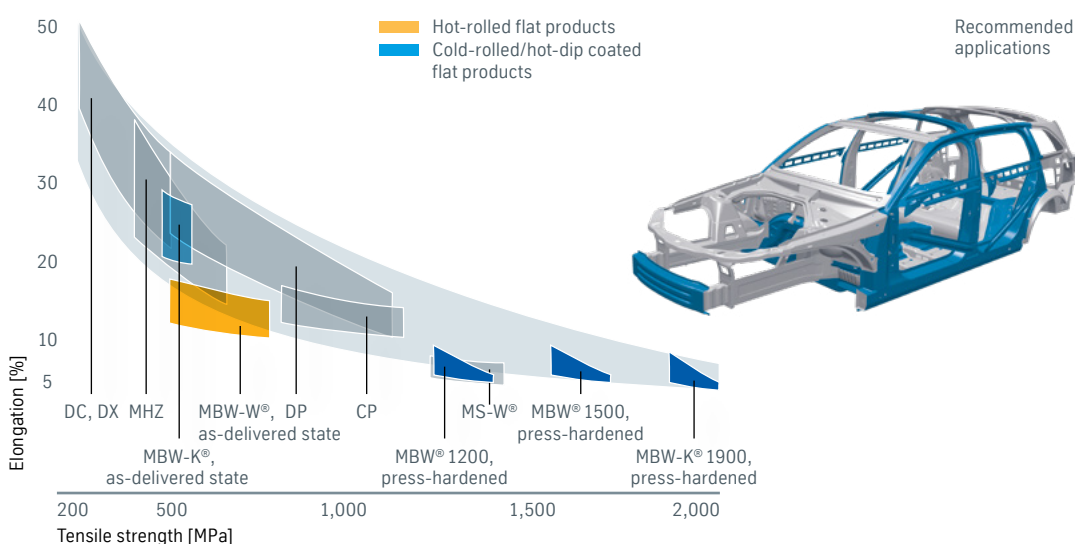 50
40
30
20
10
5
Elongation [%]
Hot-rolled flat products
Cold-rolled/hot-dip coated
flat products
Recommended
applications
DC, DX
MHZ
MBW-K®,
as-delivered state
MBW-W®,
as-delivered state
DP
CP
MBW® 1200,
press-hardened
MS-W®
MBW® 1500,
press-hardened
MBW-K® 1900,
press-hardened
200
500
1,000
1,500
2,000
Tensile strength [MPa]